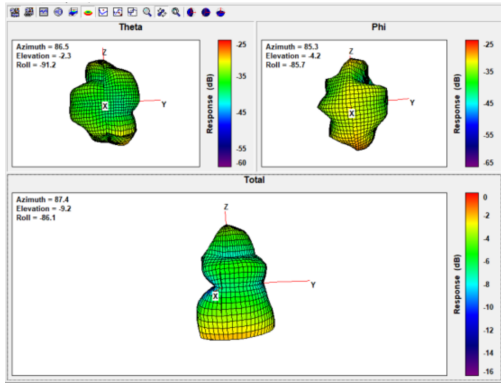 Theta
Azimuth = 86.5
Elevation = -2.3
Roll = -91.2
Z
Y
X
-25
-35
-45
-55
-60
Response (dB)
Phi
Azimuth = 85.3
Elevation = -4.2
Roll = -85.7
Z
Y
X
-25
-35
-45
-55
-65
Response (dB)
Total
Azimuth = 87.4
Elevation = -9.2
Roll = -86.1
Z
Y
X
0
-2
-4
-6
-8
-10
-12
-14
-16
Response (dB)